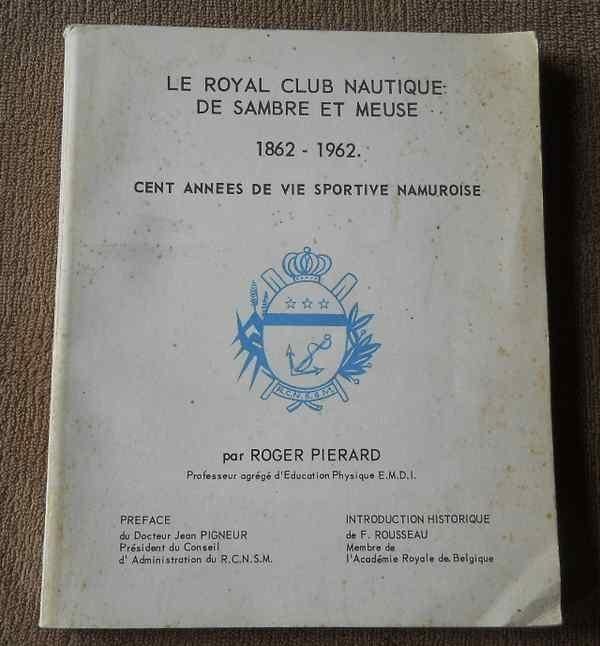 LE ROYAL CLUB NAUTIQUE
DE SAMBRE ET MEUSE
1862 - 1962.
CENT ANNEES DE VIE SPORTIVE NAMUROISE
R.C.N.S.M.
par ROGER PIERARD
Professeur agrégé d'Education Physique E.M.D.I.
PREFACE
du Docteur Jean PIGNEUR
Président du Conseil
d'Administration du R.C.N.S.M.
INTRODUCTION HISTORIQUE
de F. ROUSSEAU
Membre de
l'Académie Royale de Belgique